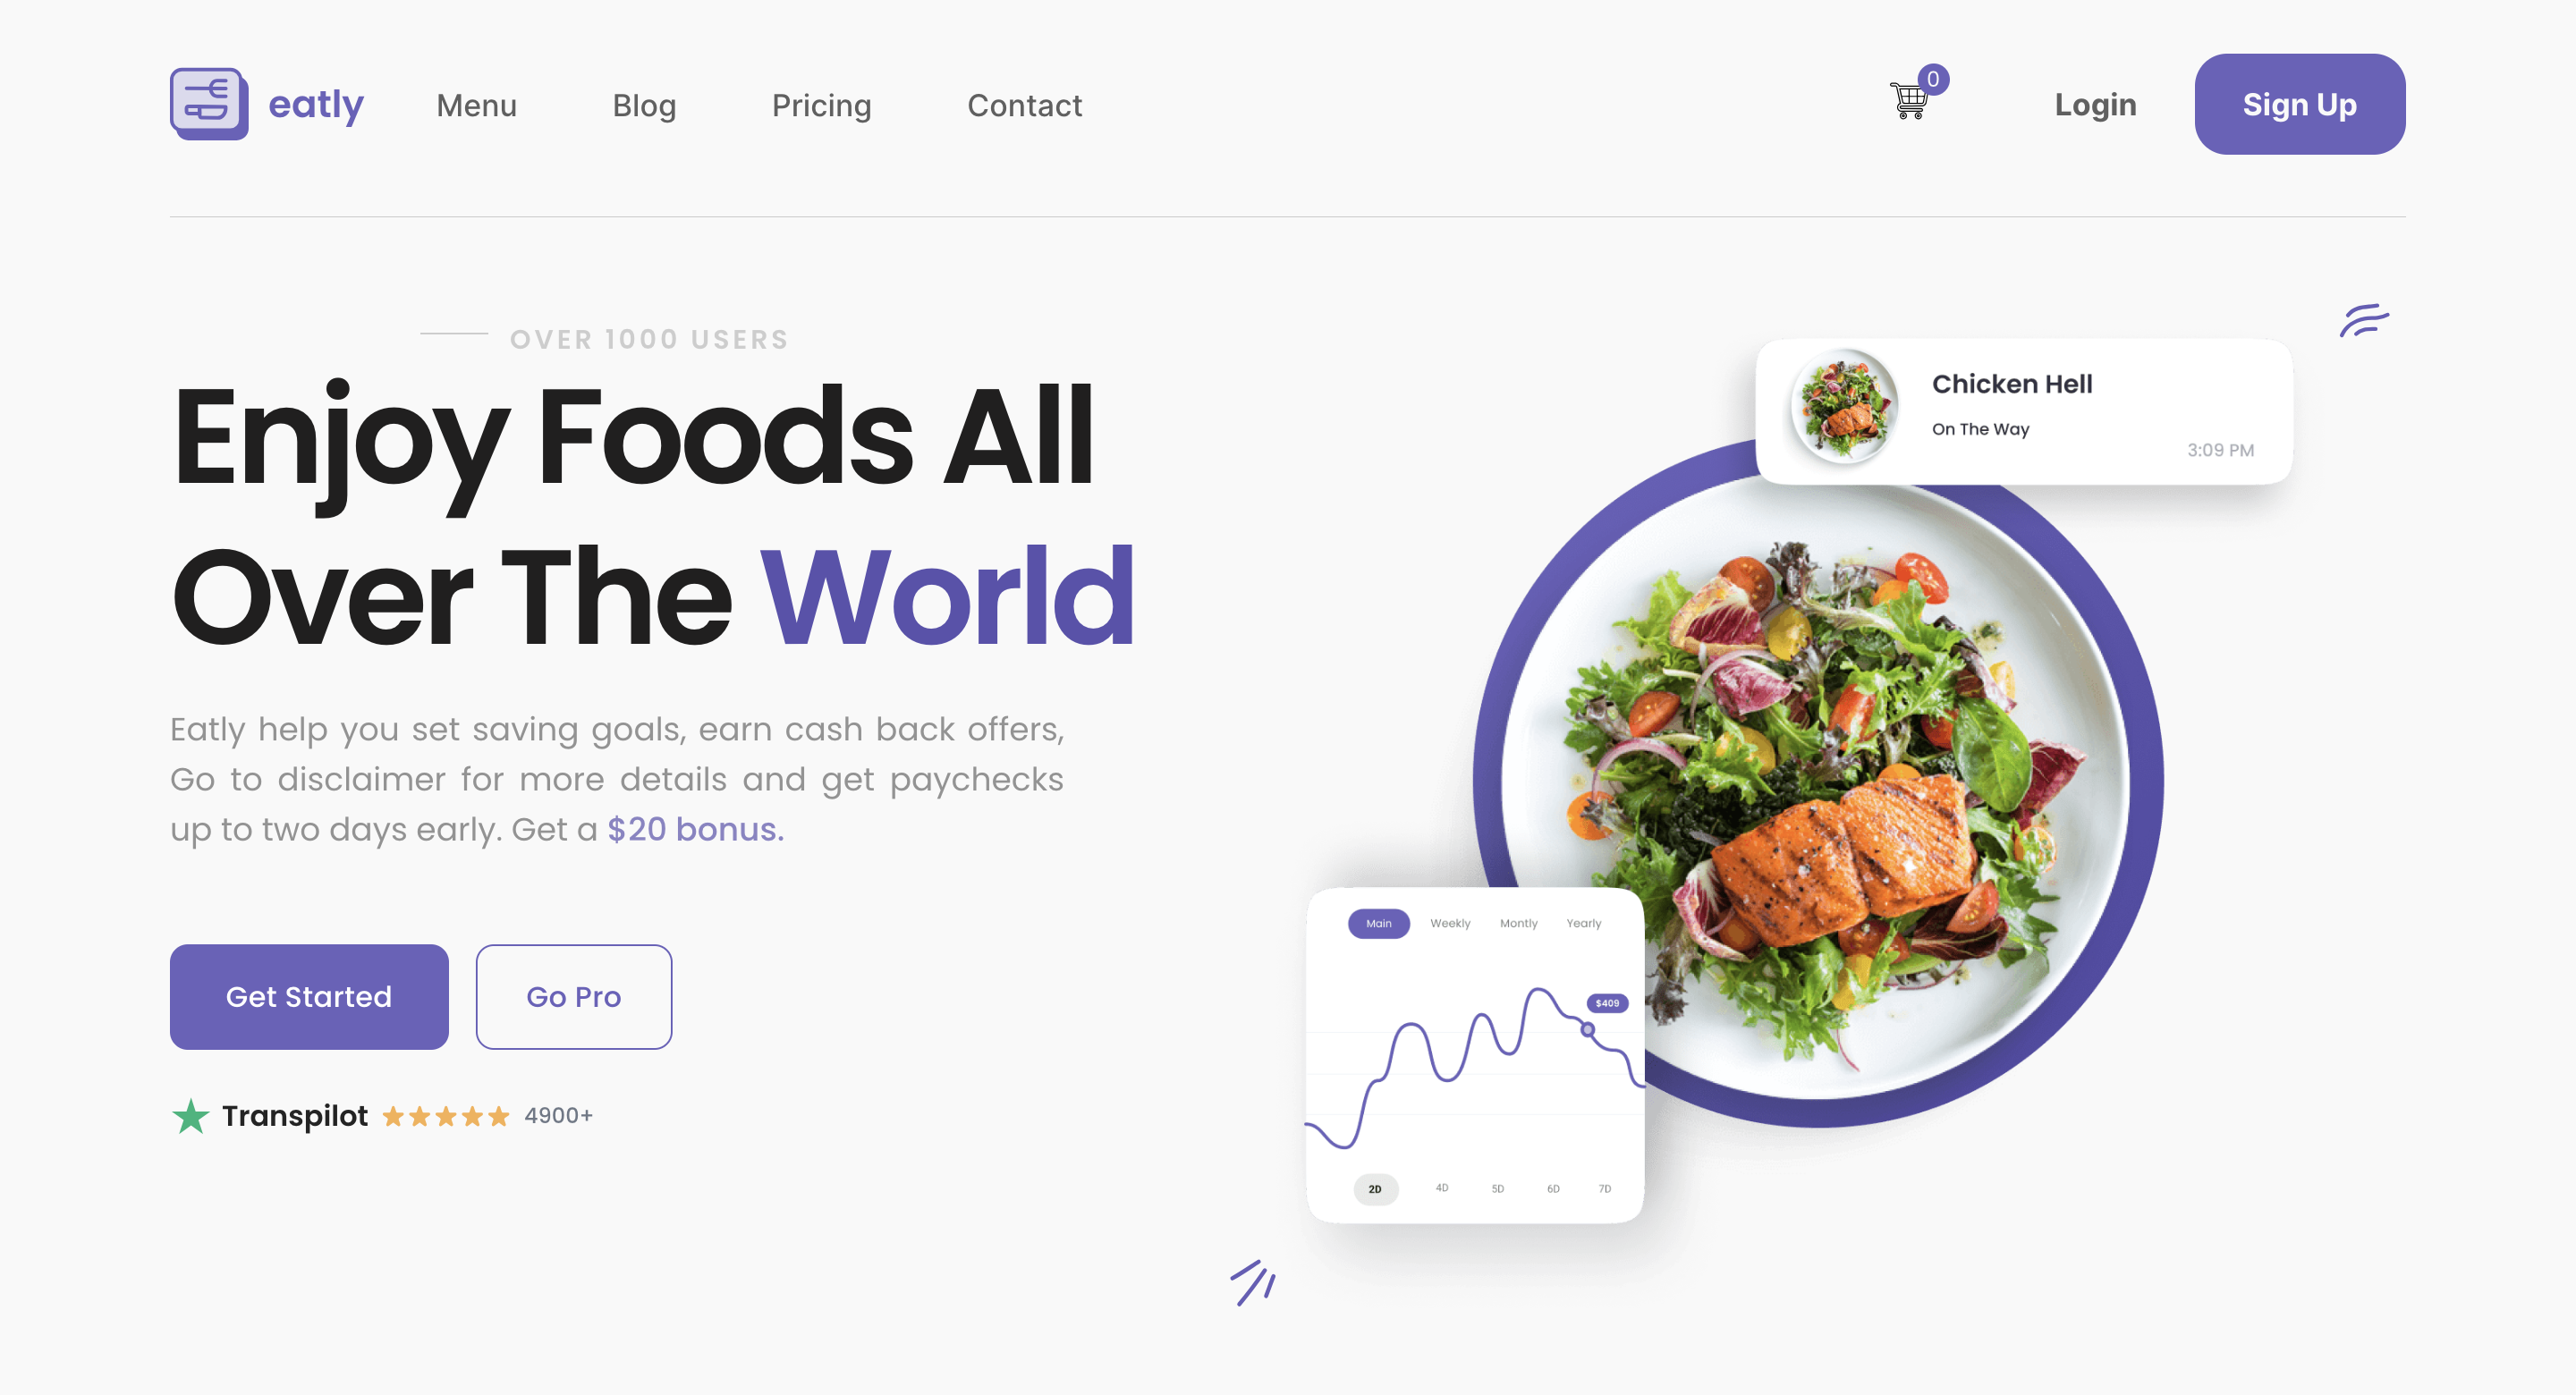 eatly
Menu
Blog
Pricing
Contact
0
Login
Sign Up
OVER 1000 USERS
Enjoy Foods All
Over The World
Eatly help you set saving goals, earn cash back offers,
Go to disclaimer for more details and get paychecks
up to two days early. Get a $20 bonus.
Get Started
Go Pro
Transpilot
4900+
Chicken Hell
On The Way
3:09 PM
Main
Weekly
Montly
Yearly
$409
2D
4D
5D
6D
7D